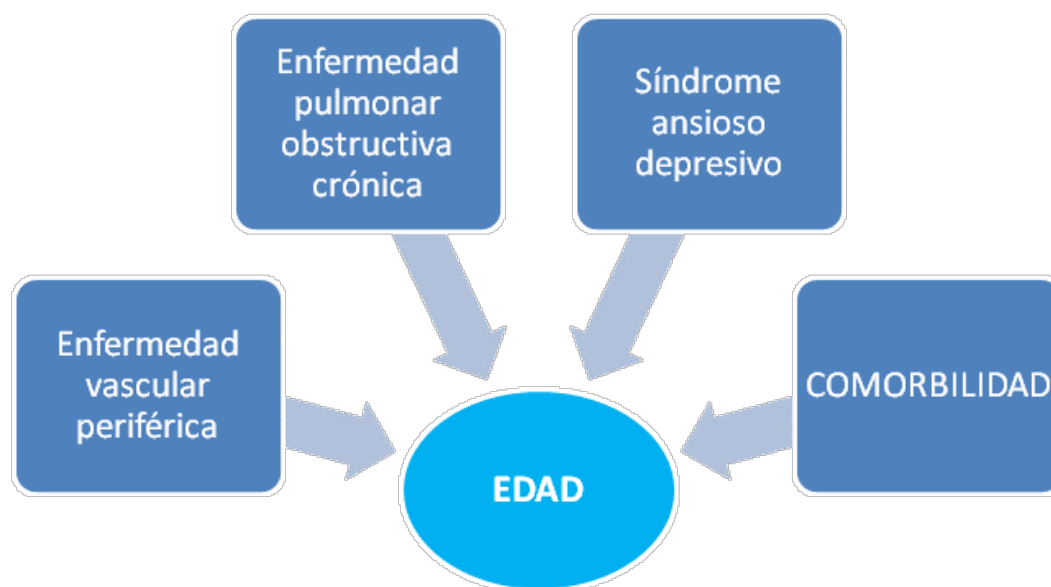 Enfermedad
pulmonar
obstructiva
crónica
Síndrome
ansioso
depresivo
Enfermedad
vascular
periférica
COMORBILIDAD
EDAD